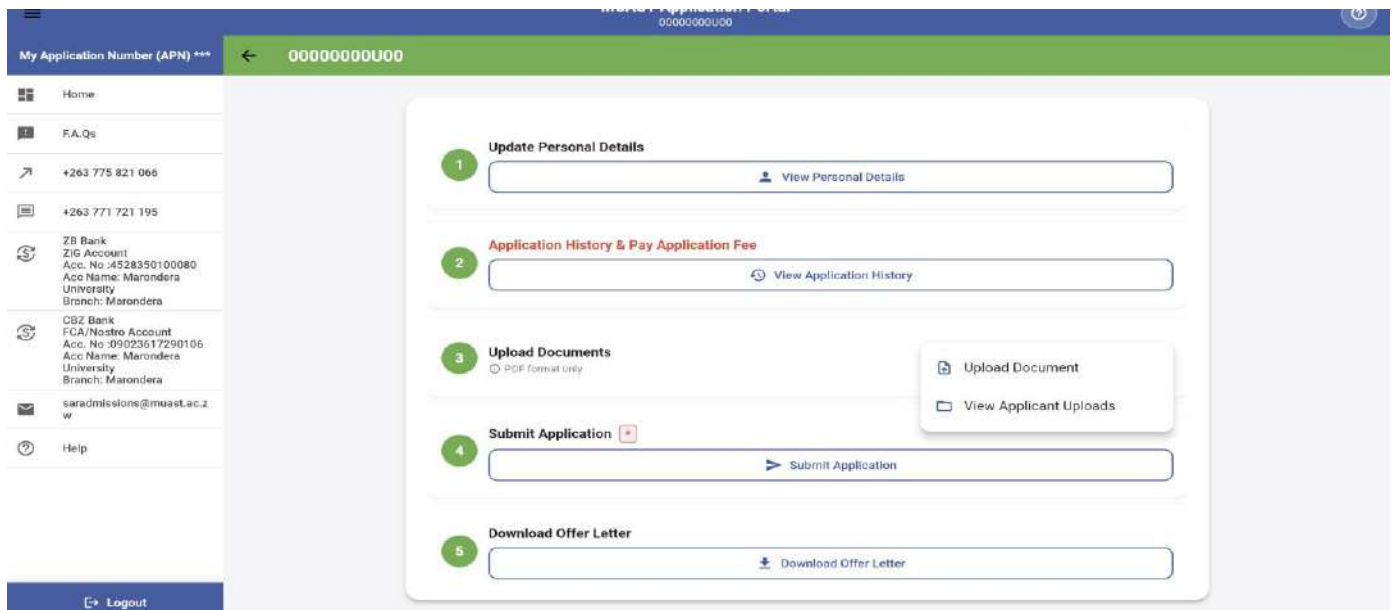 00000000U00
My Application Number (APN) ***
00000000U00
Home
F.A.Qs
+263 775 821 066
+263 771 721 195
ZB Bank
ZiG Account
Acc. No :4528350100080
Acc Name: Marondera
University
Branch: Marondera
CBZ Bank
FCA/Nostro Account
Acc. No :09023617290106
Acc Name: Marondera
University
Branch: Marondera
saradmissions@muast.ac.z
w
Help
Logout
1
Update Personal Details
View Personal Details
2
Application History & Pay Application Fee
View Application History
3
Upload Documents
PDF format only
Upload Document
View Applicant Uploads
4
Submit Application *
Submit Application
5
Download Offer Letter
Download Offer Letter